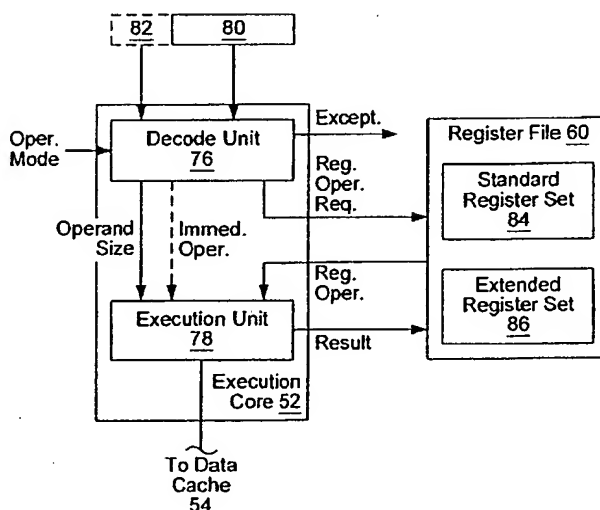 82
80
Oper.
Mode
Decode Unit
76
Except.
Reg.
Oper.
Req.
Register File 60
Standard
Register Set
84
Operand
Size
Immed.
Oper.
Reg.
Oper.
Extended
Register Set
86
Execution Unit
78
Result
Execution
Core 52
To Data
Cache
54